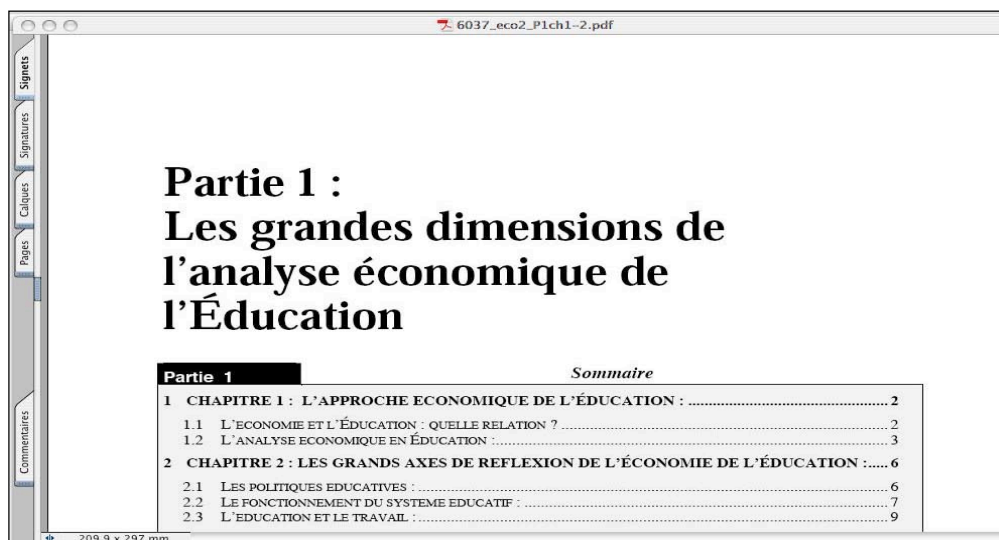 6037_eco2_P1ch1-2.pdf
Signets
Signatures
Calques
Pages
Commentaires
Partie 1 :
Les grandes dimensions de
l'analyse économique de
l'Éducation
Partie 1 Sommaire
1 CHAPITRE 1 : L'APPROCHE ECONOMIQUE DE L'ÉDUCATION : ..... 2
1.1 L'ECONOMIE ET L'ÉDUCATION : QUELLE RELATION ? ..... 2
1.2 L'ANALYSE ECONOMIQUE EN ÉDUCATION : ..... 3
2 CHAPITRE 2 : LES GRANDS AXES DE REFLEXION DE L'ÉCONOMIE DE L'ÉDUCATION :..... 6
2.1 LES POLITIQUES EDUCATIVES : ..... 6
2.2 LE FONCTIONNEMENT DU SYSTEME EDUCATIF : ..... 7
2.3 L'EDUCATION ET LE TRAVAIL : ..... 9
209,9 x 297 mm